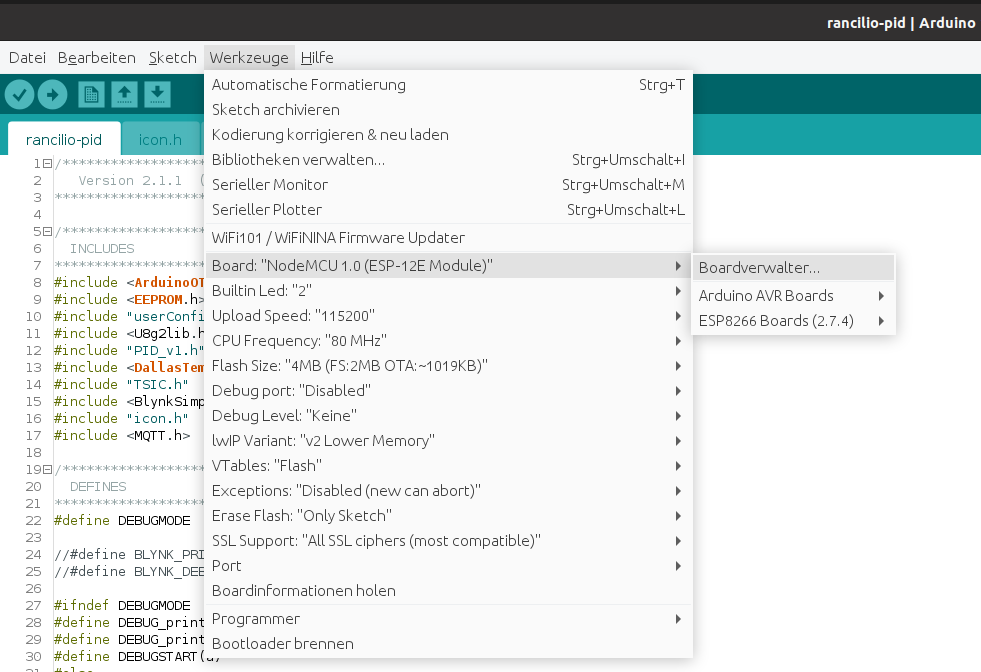 rancilio-pid | Arduino
Datei Bearbeiten Sketch Werkzeuge Hilfe
rancilio-pid icon.h
Automatische Formatierung Strg+T
Sketch archivieren
Kodierung korrigieren & neu laden
Bibliotheken verwalten... Strg+Umschalt+I
Serieller Monitor Strg+Umschalt+M
Serieller Plotter Strg+Umschalt+L
WiFi101 / WiFiNINA Firmware Updater
Board: "NodeMCU 1.0 (ESP-12E Module)"
Builtin Led: "2"
Upload Speed: "115200"
CPU Frequency: "80 MHz"
Flash Size: "4MB (FS:2MB OTA:~1019KB)"
Debug port: "Disabled"
Debug Level: "Keine"
lwIP Variant: "v2 Lower Memory"
VTables: "Flash"
Exceptions: "Disabled (new can abort)"
Erase Flash: "Only Sketch"
SSL Support: "All SSL ciphers (most compatible)"
Port
Boardinformationen holen
Programmer
Bootloader brennen
Boardverwalter...
Arduino AVR Boards
ESP8266 Boards (2.7.4)
1 /******************
2 Version 2.1.1 (
3 *******************
4
5 /******************
6 INCLUDES
7 *******************
8 #include <ArduinoOT
9 #include <EEPROM.h>
10 #include "userConfi
11 #include <U8g2lib.h
12 #include "PID_v1.h"
13 #include <DallasTem
14 #include "TSIC.h"
15 #include <BlynkSimp
16 #include "icon.h"
17 #include <MQTT.h>
18
19 /******************
20 DEFINES
21 *******************
22 #define DEBUGMODE
23
24 //#define BLYNK_PRI
25 //#define BLYNK_DEB
26
27 #ifndef DEBUGMODE
28 #define DEBUG_print
29 #define DEBUG_print
30 #define DEBUGSTART(a)